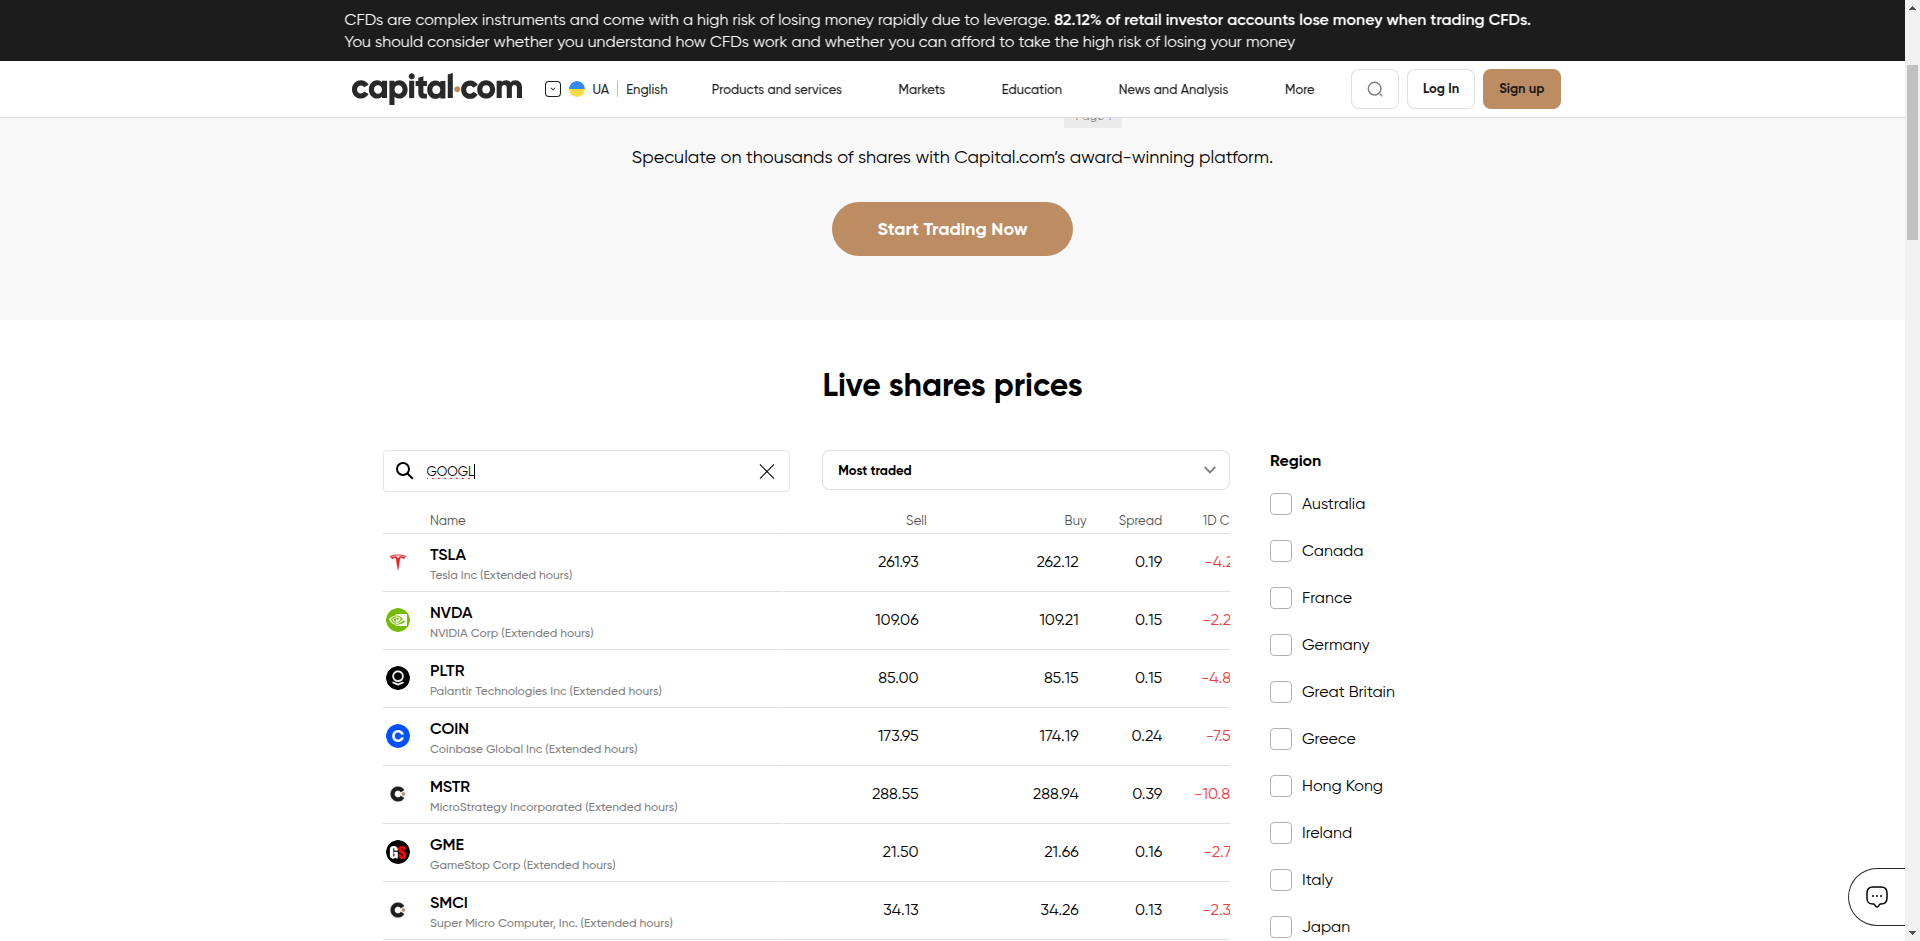 CFDs are complex instruments and come with a high risk of losing money rapidly due to leverage. 82.12% of retail investor accounts lose money when trading CFDs.
You should consider whether you understand how CFDs work and whether you can afford to take the high risk of losing your money
capital.com UA English Products and services Markets Education News and Analysis More Log In Sign up
Speculate on thousands of shares with Capital.com's award-winning platform.
Start Trading Now
Live shares prices
GOOGL Most traded
Name Sell Buy Spread 1D C
TSLA
Tesla Inc (Extended hours) 261.93 262.12 0.19 -4.2
NVDA
NVIDIA Corp (Extended hours) 109.06 109.21 0.15 -2.2
PLTR
Palantir Technologies Inc (Extended hours) 85.00 85.15 0.15 -4.8
COIN
Coinbase Global Inc (Extended hours) 173.95 174.19 0.24 -7.5
MSTR
MicroStrategy Incorporated (Extended hours) 288.55 288.94 0.39 -10.8
GME
GameStop Corp (Extended hours) 21.50 21.66 0.16 -2.7
SMCI
Super Micro Computer, Inc. (Extended hours) 34.13 34.26 0.13 -2.3
Region
Australia
Canada
France
Germany
Great Britain
Greece
Hong Kong
Ireland
Italy
Japan